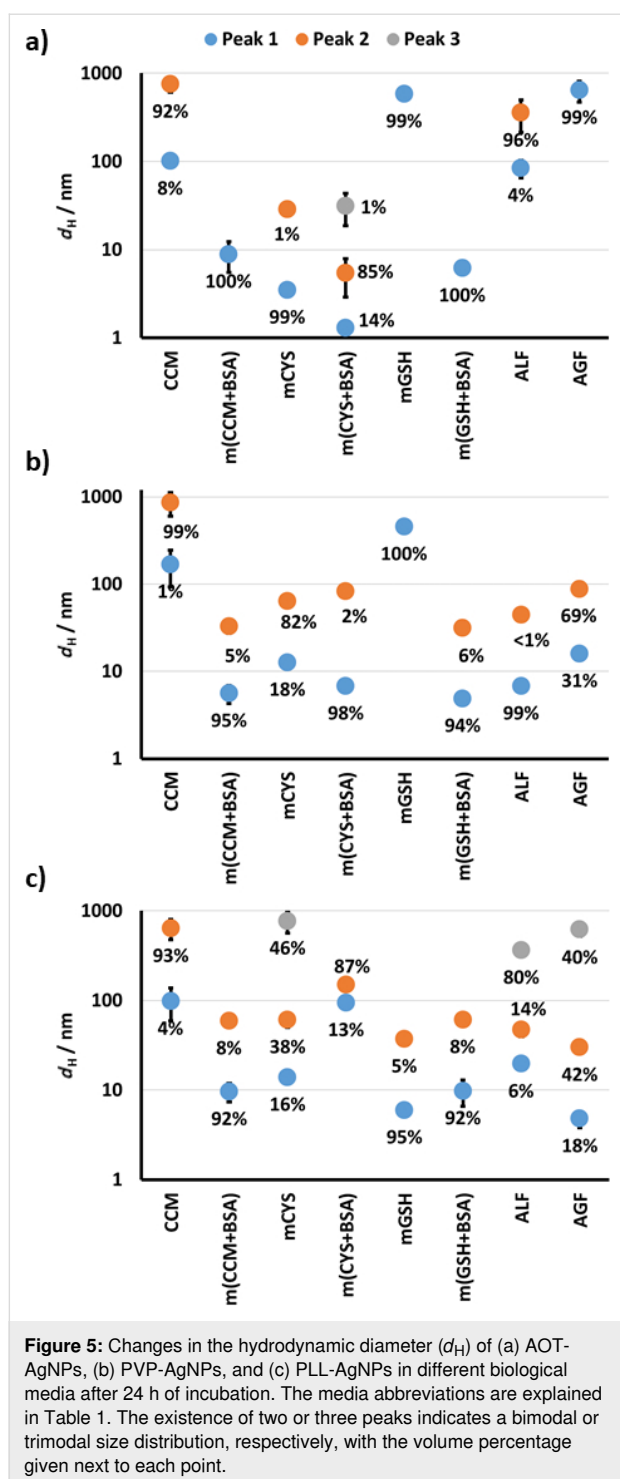 a)
Peak 1 Peak 2 Peak 3
1000
100
10
1
dH / nm
92%
8%
100%
1%
99%
1%
85%
14%
99%
100%
96%
4%
99%
CCM
m(CCM+BSA)
mCYS
m(CYS+BSA)
mGSH
m(GSH+BSA)
ALF
AGF
b)
1000
100
10
1
dH / nm
99%
1%
5%
95%
82%
18%
2%
98%
100%
6%
94%
<1%
99%
69%
31%
CCM
m(CCM+BSA)
mCYS
m(CYS+BSA)
mGSH
m(GSH+BSA)
ALF
AGF
c)
1000
100
10
1
dH / nm
93%
4%
8%
92%
46%
38%
16%
87%
13%
5%
95%
8%
92%
80%
14%
6%
40%
42%
18%
CCM
m(CCM+BSA)
mCYS
m(CYS+BSA)
mGSH
m(GSH+BSA)
ALF
AGF
Figure 5: Changes in the hydrodynamic diameter (dH) of (a) AOT-
AgNPs, (b) PVP-AgNPs, and (c) PLL-AgNPs in different biological
media after 24 h of incubation. The media abbreviations are explained
in Table 1. The existence of two or three peaks indicates a bimodal or
trimodal size distribution, respectively, with the volume percentage
given next to each point.